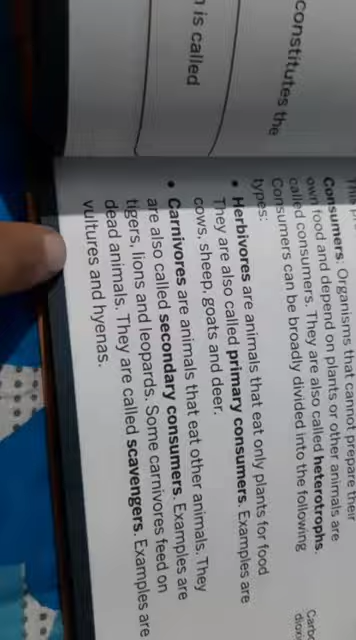 constitutes the
is called
Consumers: Organisms that cannot prepare their
own food and depend on plants or other animals are
called consumers. They are also called heterotrophs.
Consumers can be broadly divided into the following
types:
• Herbivores are animals that eat only plants for food
They are also called primary consumers. Examples are
cows, sheep, goats and deer.
• Carnivores are animals that eat other animals. They
are also called secondary consumers. Examples are
tigers, lions and leopards. Some carnivores feed on
dead animals. They are called scavengers. Examples are
vultures and hyenas.